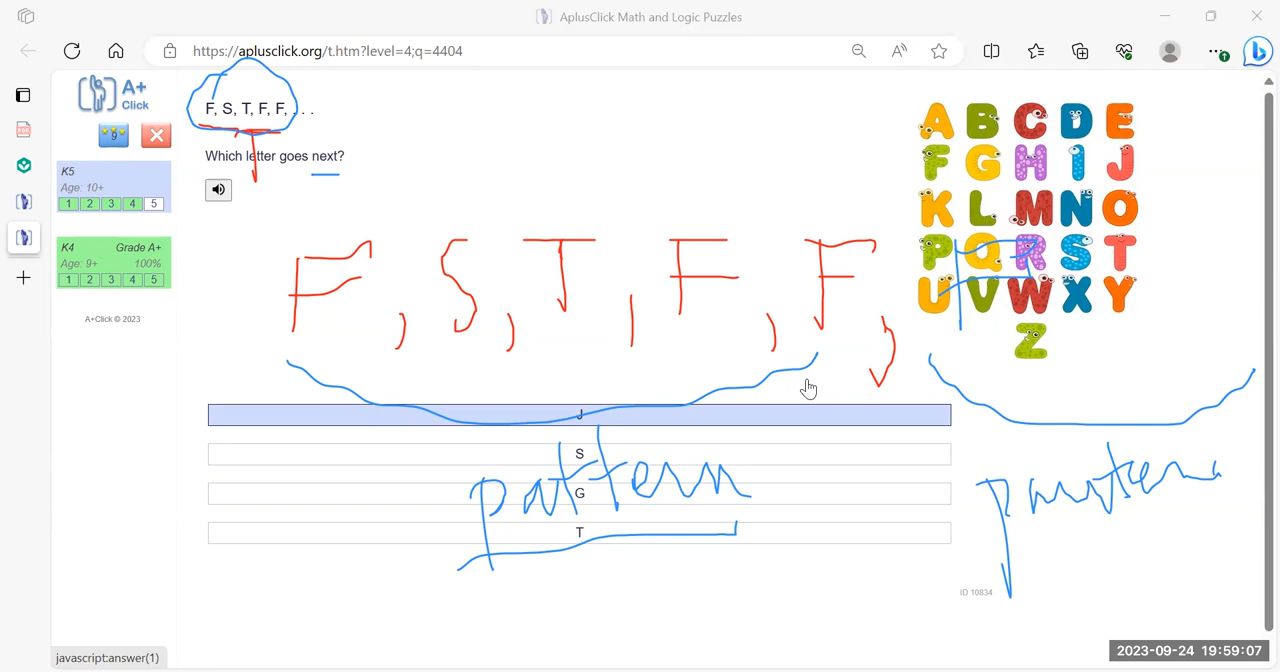 AplusClick Math and Logic Puzzles
https://aplusclick.org/t.htm?level=4;q=4404
A+
Click
9
F, S, T, F, F, . . .
Which letter goes next?
K5
Age: 10+
1 2 3 4 5
K4 Grade A+
Age: 9+ 100%
1 2 3 4 5
A+Click © 2023
A B C D E
F G H I J
K L M N O
P Q R S T
U V W X Y
Z
F, S, T, F, F,
F
J
S
G
T
pattern
ID 10834
javascript:answer(1)
2023-09-24 19:59:07